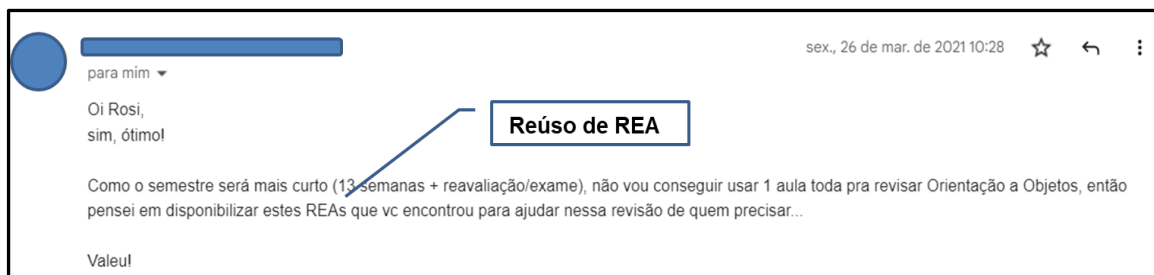 sex., 26 de mar. de 2021 10:28
para mim
Oi Rosi,
sim, ótimo!
Reúso de REA
Como o semestre será mais curto (13 semanas + reavaliação/exame), não vou conseguir usar 1 aula toda pra revisar Orientação a Objetos, então
pensei em disponibilizar estes REAs que vc encontrou para ajudar nessa revisão de quem precisar...
Valeu!